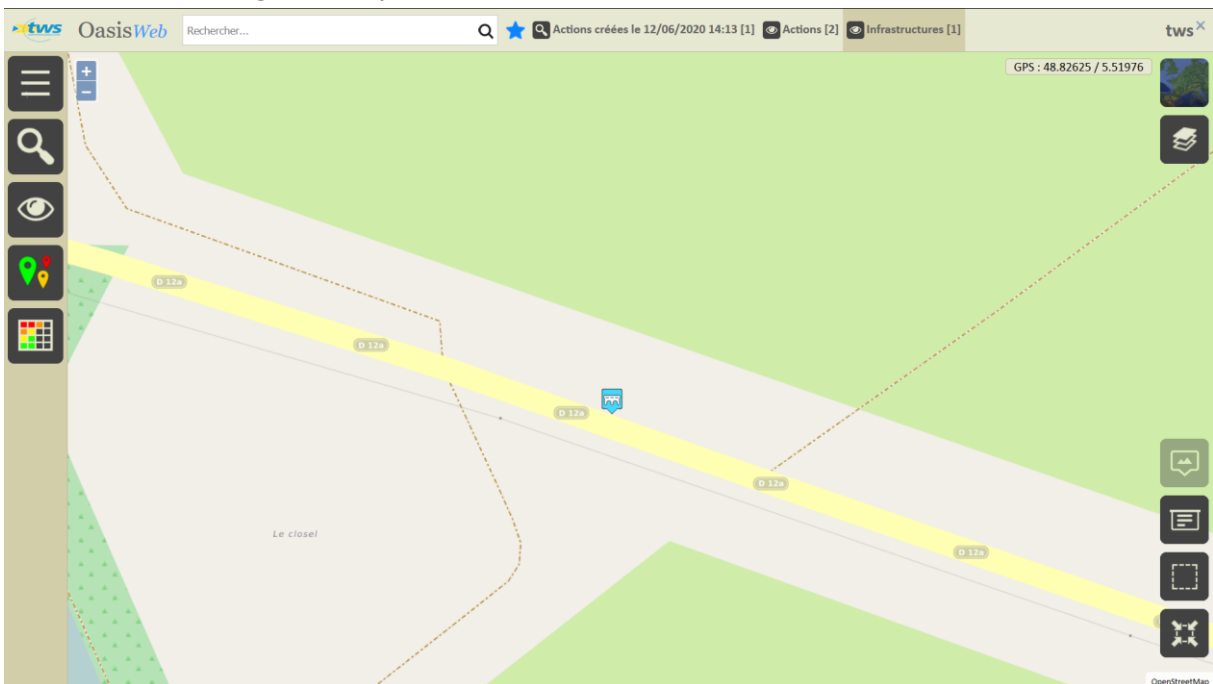 tws OasisWeb Rechercher... Actions créées le 12/06/2020 14:13 [1] Actions [2] Infrastructures [1] tws
+
GPS : 48.82625 / 5.51976
−
D 12a
D 12a
D 12a
D 12a
Le closel
D 12a
OpenStreetMap